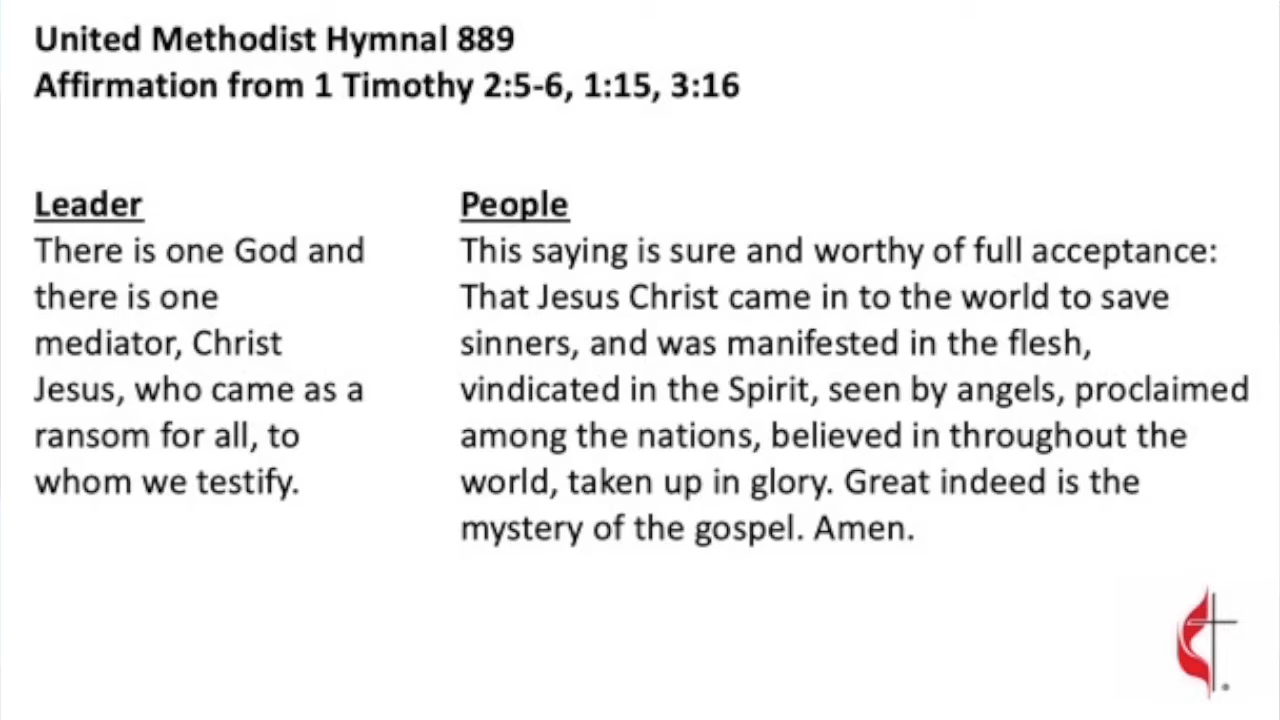 United Methodist Hymnal 889
Affirmation from 1 Timothy 2:5-6, 1:15, 3:16
Leader
There is one God and
there is one
mediator, Christ
Jesus, who came as a
ransom for all, to
whom we testify.
People
This saying is sure and worthy of full acceptance:
That Jesus Christ came in to the world to save
sinners, and was manifested in the flesh,
vindicated in the Spirit, seen by angels, proclaimed
among the nations, believed in throughout the
world, taken up in glory. Great indeed is the
mystery of the gospel. Amen.